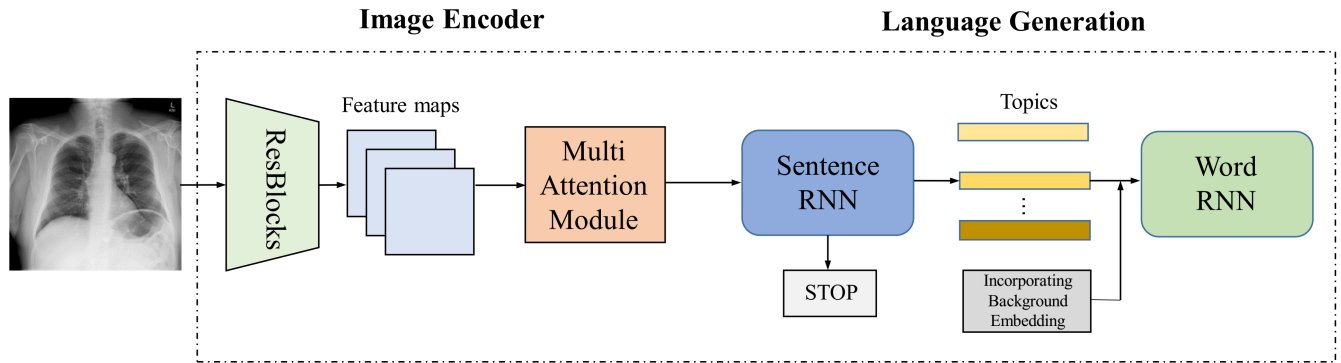 Image Encoder
Language Generation
L
ResBlocks
Feature maps
Multi
Attention
Module
Sentence
RNN
STOP
Topics
Incorporating
Background
Embedding
Word
RNN